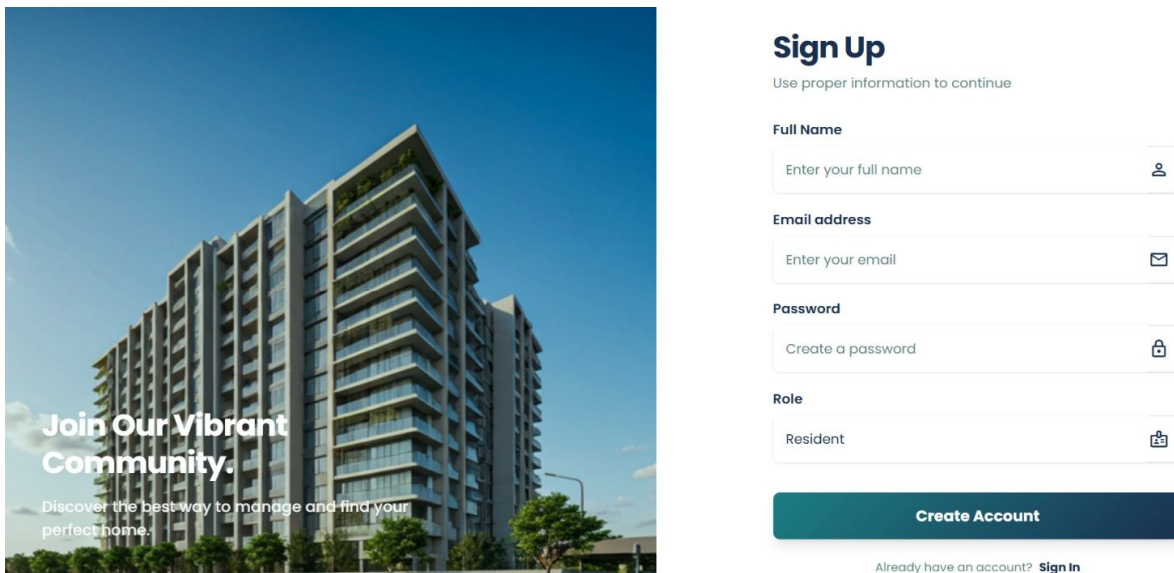 Join Our Vibrant
Community.
Discover the best way to manage and find your
perfect home.
Sign Up
Use proper information to continue
Full Name
Enter your full name
Email address
Enter your email
Password
Create a password
Role
Resident
Create Account
Already have an account? Sign In